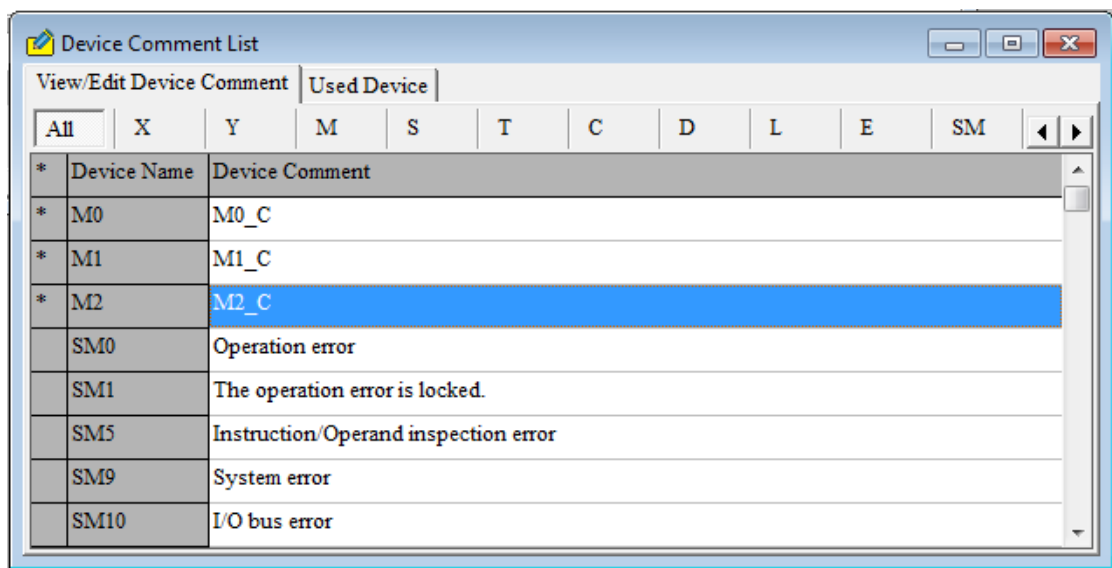 Device Comment List
View/Edit Device Comment Used Device
All X Y M S T C D L E SM
* Device Name Device Comment
* M0 M0_C
* M1 M1_C
* M2 M2_C
SM0 Operation error
SM1 The operation error is locked.
SM5 Instruction/Operand inspection error
SM9 System error
SM10 I/O bus error